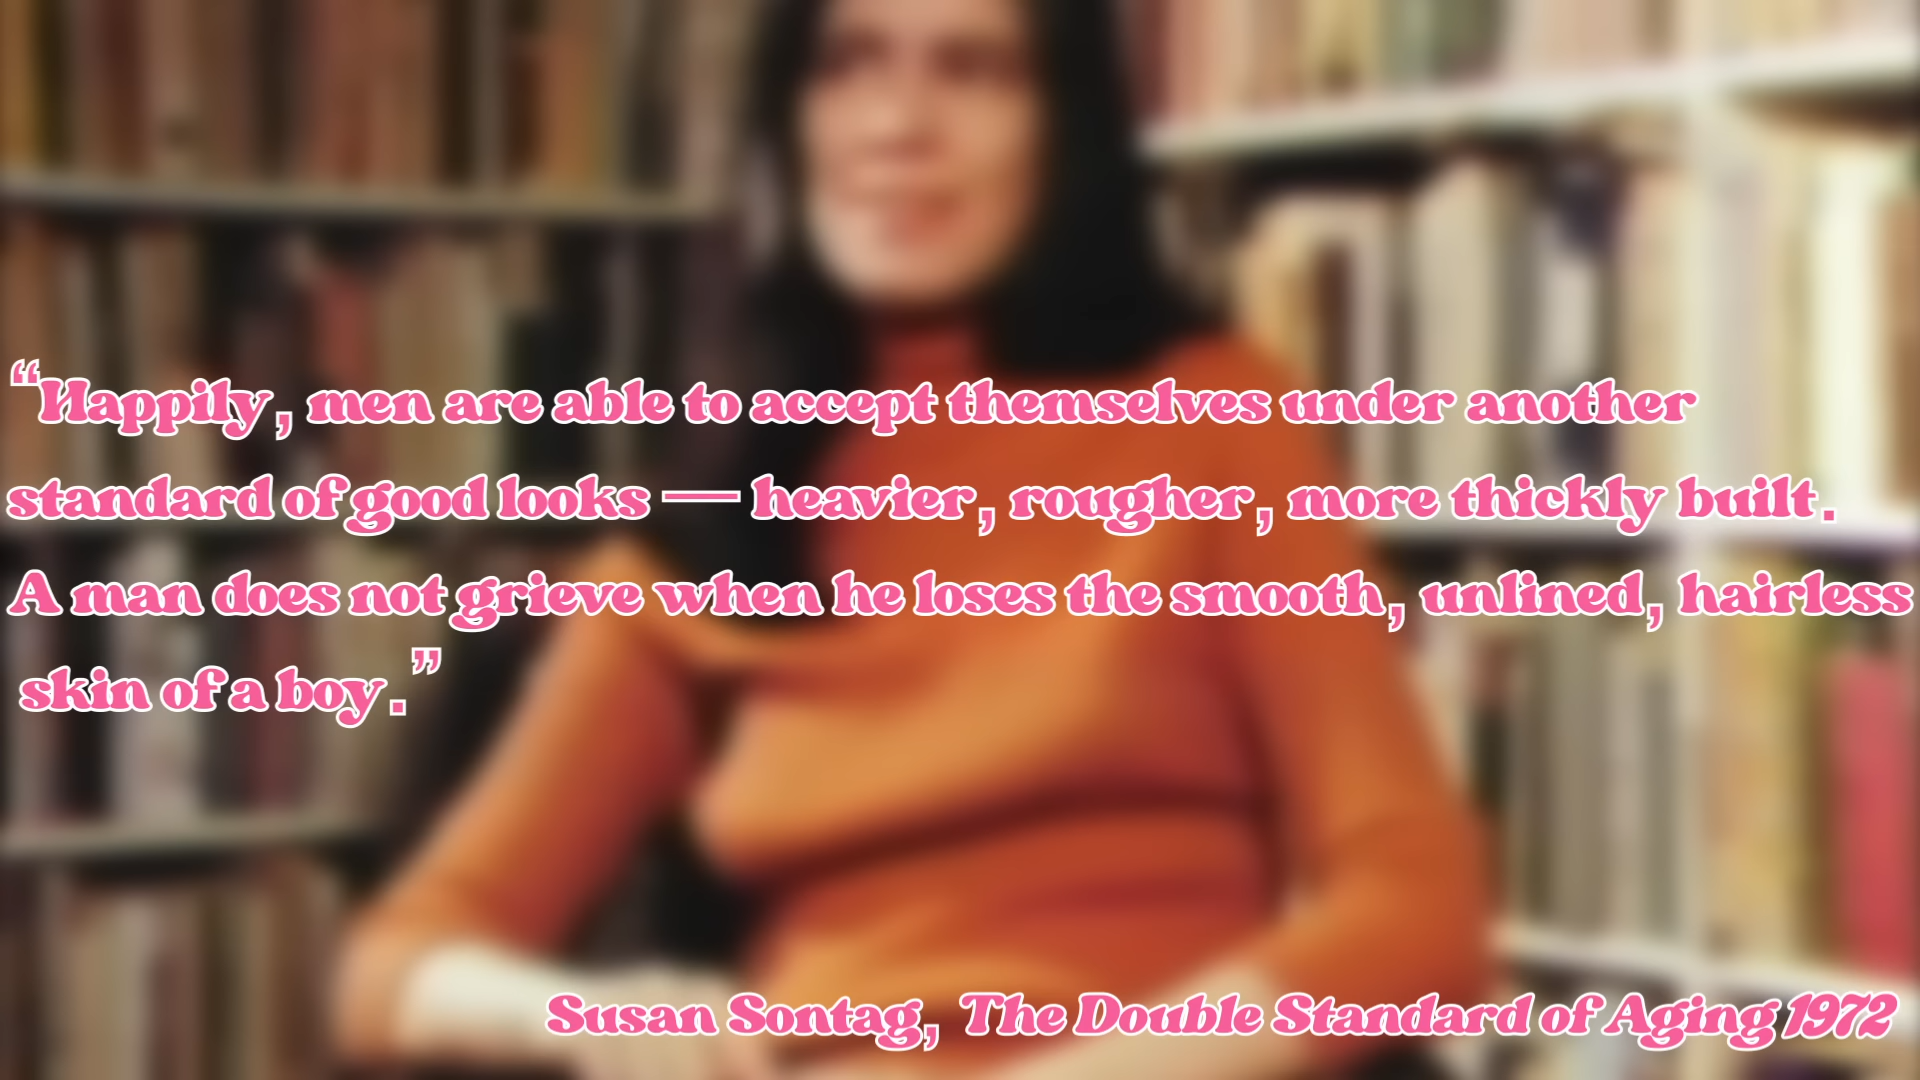 “Happily, men are able to accept themselves under another
standard of good looks — heavier, rougher, more thickly built.
A man does not grieve when he loses the smooth, unlined, hairless
skin of a boy.”
Susan Sontag, The Double Standard of Aging 1972